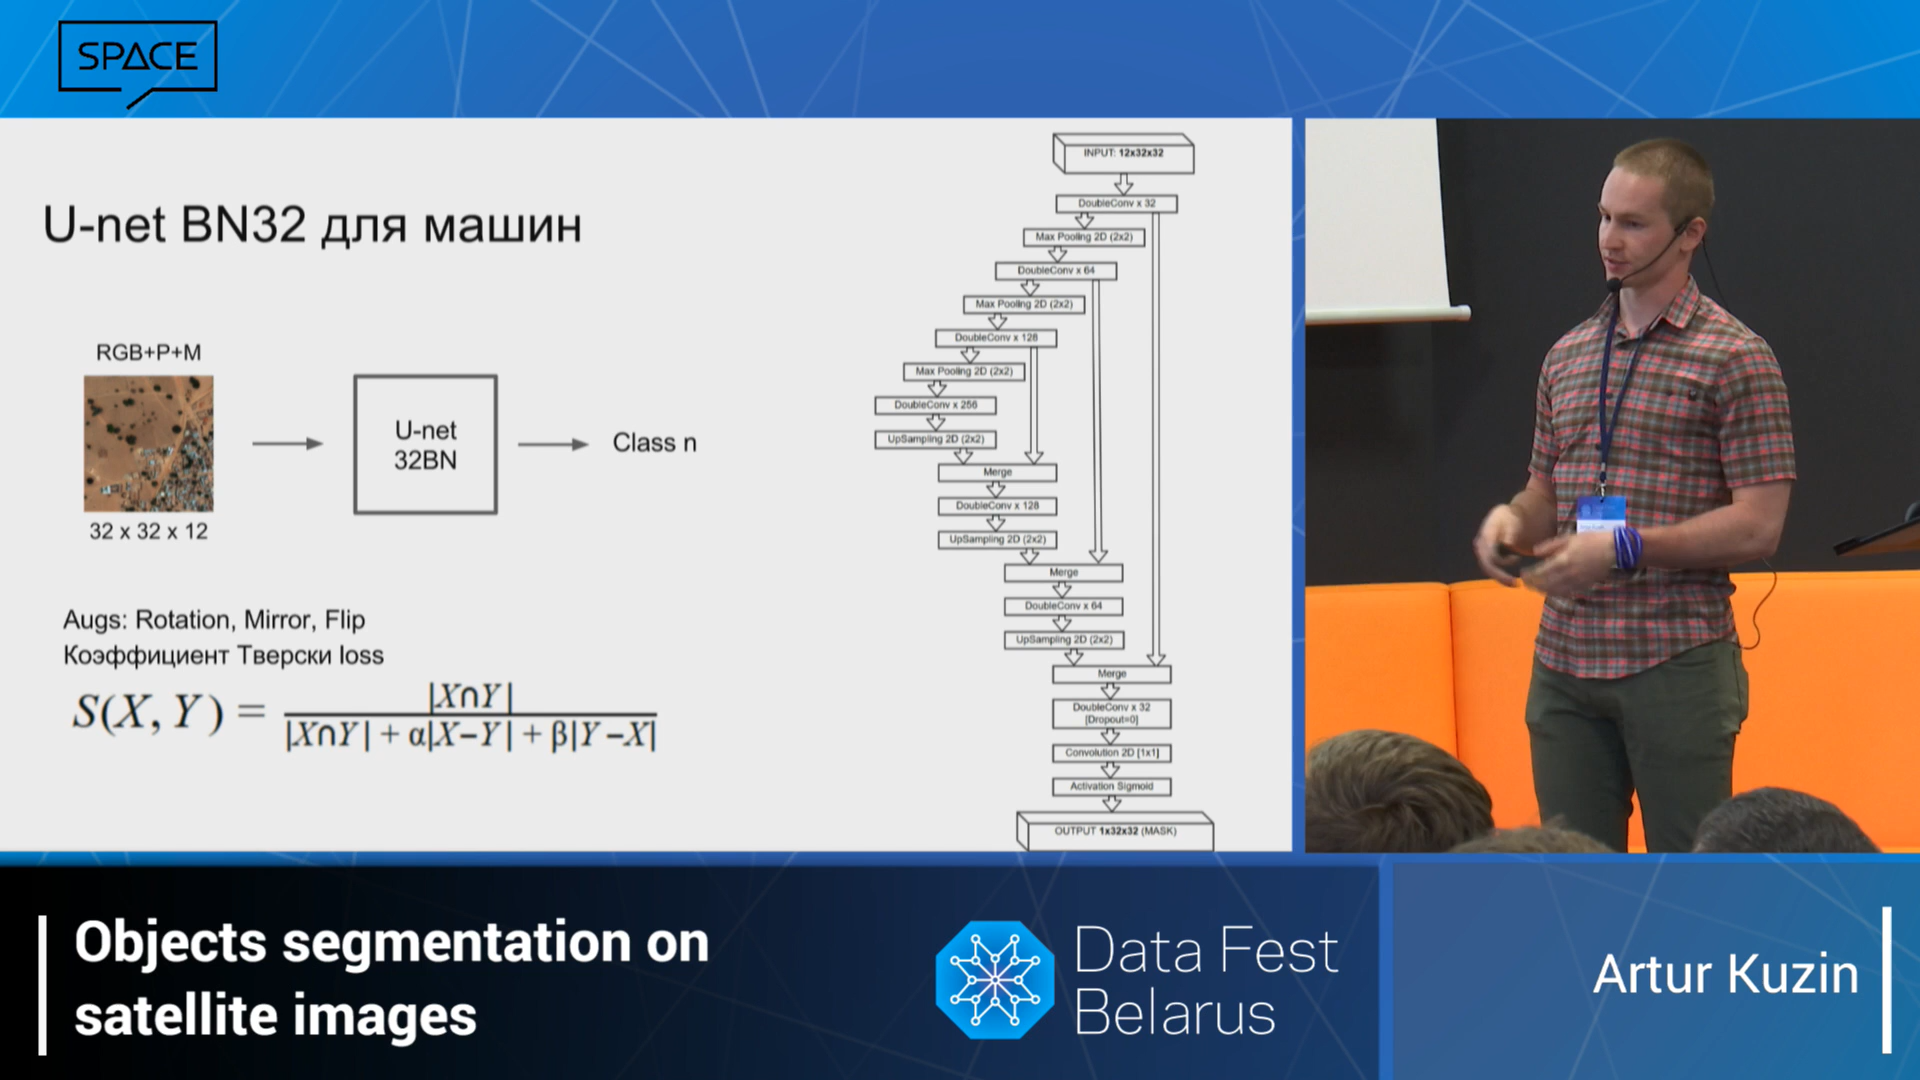 SPACE
U-net BN32 для машин
RGB+P+M
32 x 32 x 12
U-net
32BN
Class n
Augs: Rotation, Mirror, Flip
Коэффициент Тверски loss
S(X, Y) = |X∩Y| / |X∩Y| + α|X−Y| + β|Y−X|
INPUT: 12x32x32
DoubleConv x 32
Max Pooling 2D (2x2)
DoubleConv x 64
Max Pooling 2D (2x2)
DoubleConv x 128
Max Pooling 2D (2x2)
DoubleConv x 256
UpSampling 2D (2x2)
Merge
DoubleConv x 128
UpSampling 2D (2x2)
Merge
DoubleConv x 64
UpSampling 2D (2x2)
Merge
DoubleConv x 32
[Dropout=0]
Convolution 2D [1x1]
Activation Sigmoid
OUTPUT 1x32x32 (MASK)
Objects segmentation on
satellite images
Data Fest
Belarus
Artur Kuzin